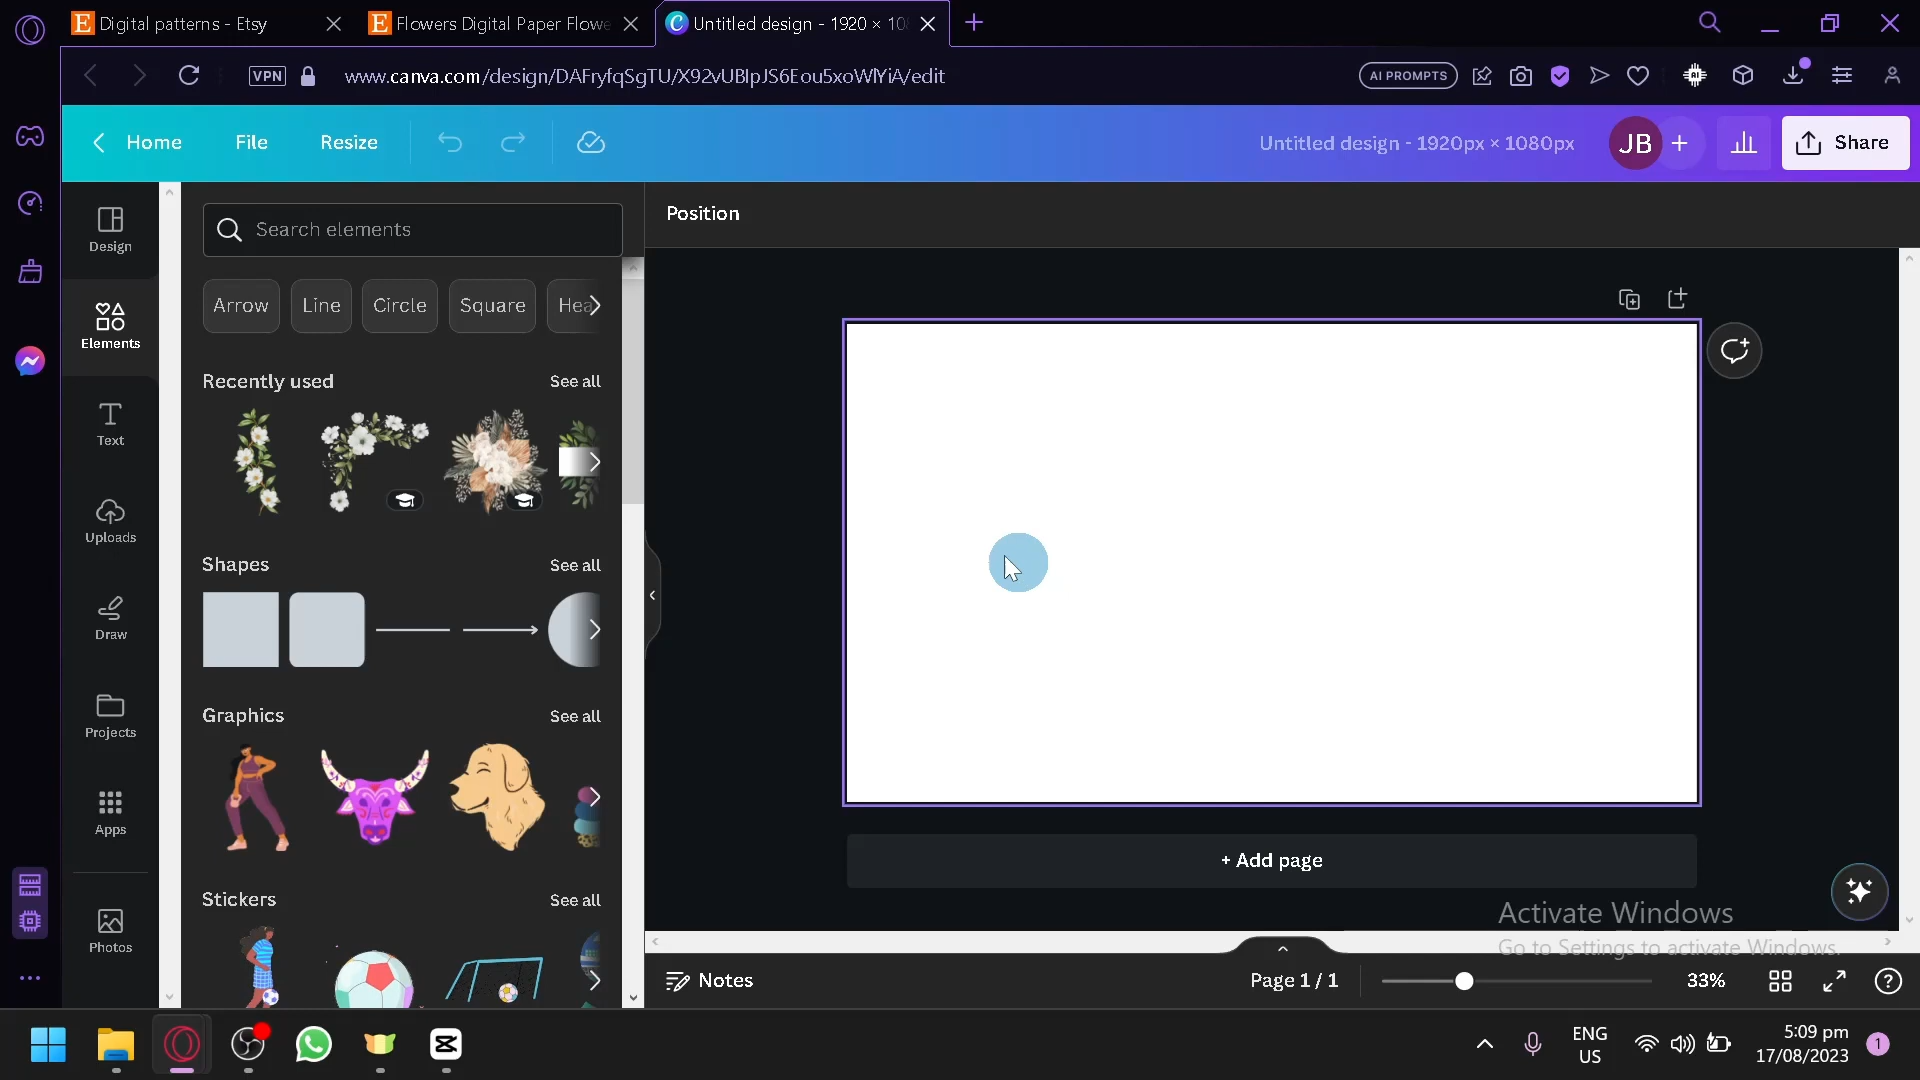 Digital patterns - Etsy
Flowers Digital Paper Flowe
Untitled design - 1920 × 10
VPN
www.canva.com/design/DAFryfqSgTU/X92vUBlpJS6Eou5xoWlYiA/edit
AI PROMPTS
Home
File
Resize
Untitled design - 1920px × 1080px
JB
+
Share
Design
Elements
Text
Uploads
Draw
Projects
Apps
Photos
Search elements
Arrow
Line
Circle
Square
Hea
Recently used
See all
Shapes
See all
Graphics
See all
Stickers
See all
Position
+ Add page
Activate Windows
Go to Settings to activate Windows.
Notes
Page 1 / 1
33%
ENG
US
5:09 pm
17/08/2023
1